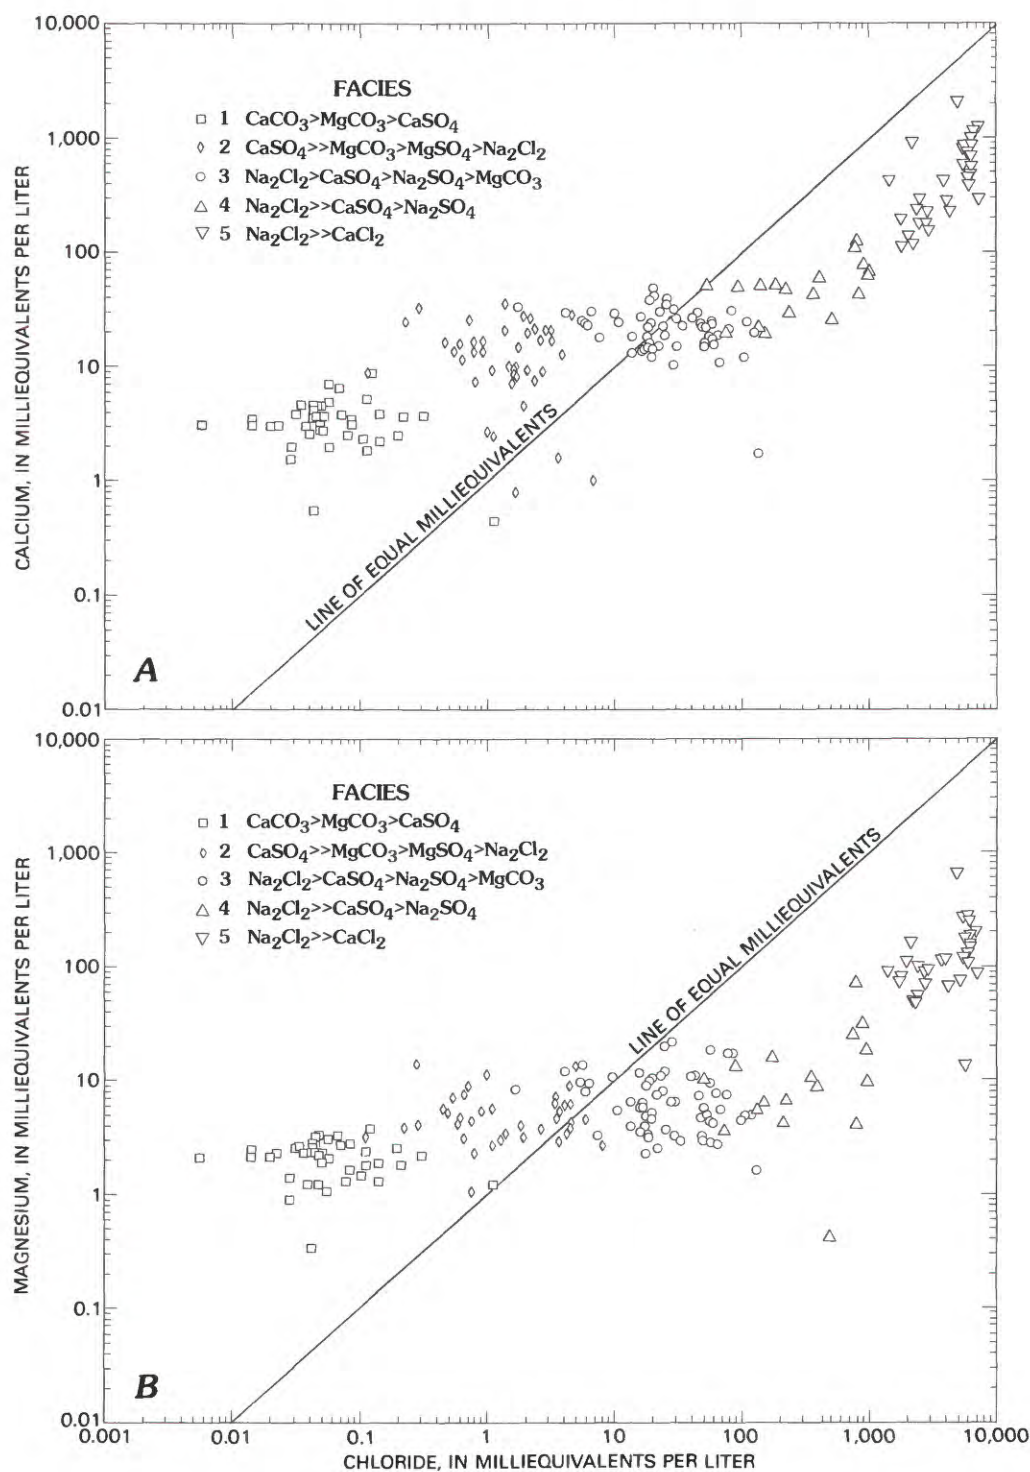 10,000
1,000
100
10
1
0.1
0.01
CALCIUM, IN MILLIEQUIVALENTS PER LITER
FACIES
1 CaCO₃>MgCO₃>CaSO₄
2 CaSO₄>>MgCO₃>MgSO₄>Na₂Cl₂
3 Na₂Cl₂>CaSO₄>Na₂SO₄>MgCO₃
4 Na₂Cl₂>>CaSO₄>Na₂SO₄
5 Na₂Cl₂>>CaCl₂
LINE OF EQUAL MILLIEQUIVALENTS
A
10,000
1,000
100
10
1
0.1
0.01
MAGNESIUM, IN MILLIEQUIVALENTS PER LITER
FACIES
1 CaCO₃>MgCO₃>CaSO₄
2 CaSO₄>>MgCO₃>MgSO₄>Na₂Cl₂
3 Na₂Cl₂>CaSO₄>Na₂SO₄>MgCO₃
4 Na₂Cl₂>>CaSO₄>Na₂SO₄
5 Na₂Cl₂>>CaCl₂
LINE OF EQUAL MILLIEQUIVALENTS
B
0.001 0.01 0.1 1 10 100 1,000 10,000
CHLORIDE, IN MILLIEQUIVALENTS PER LITER